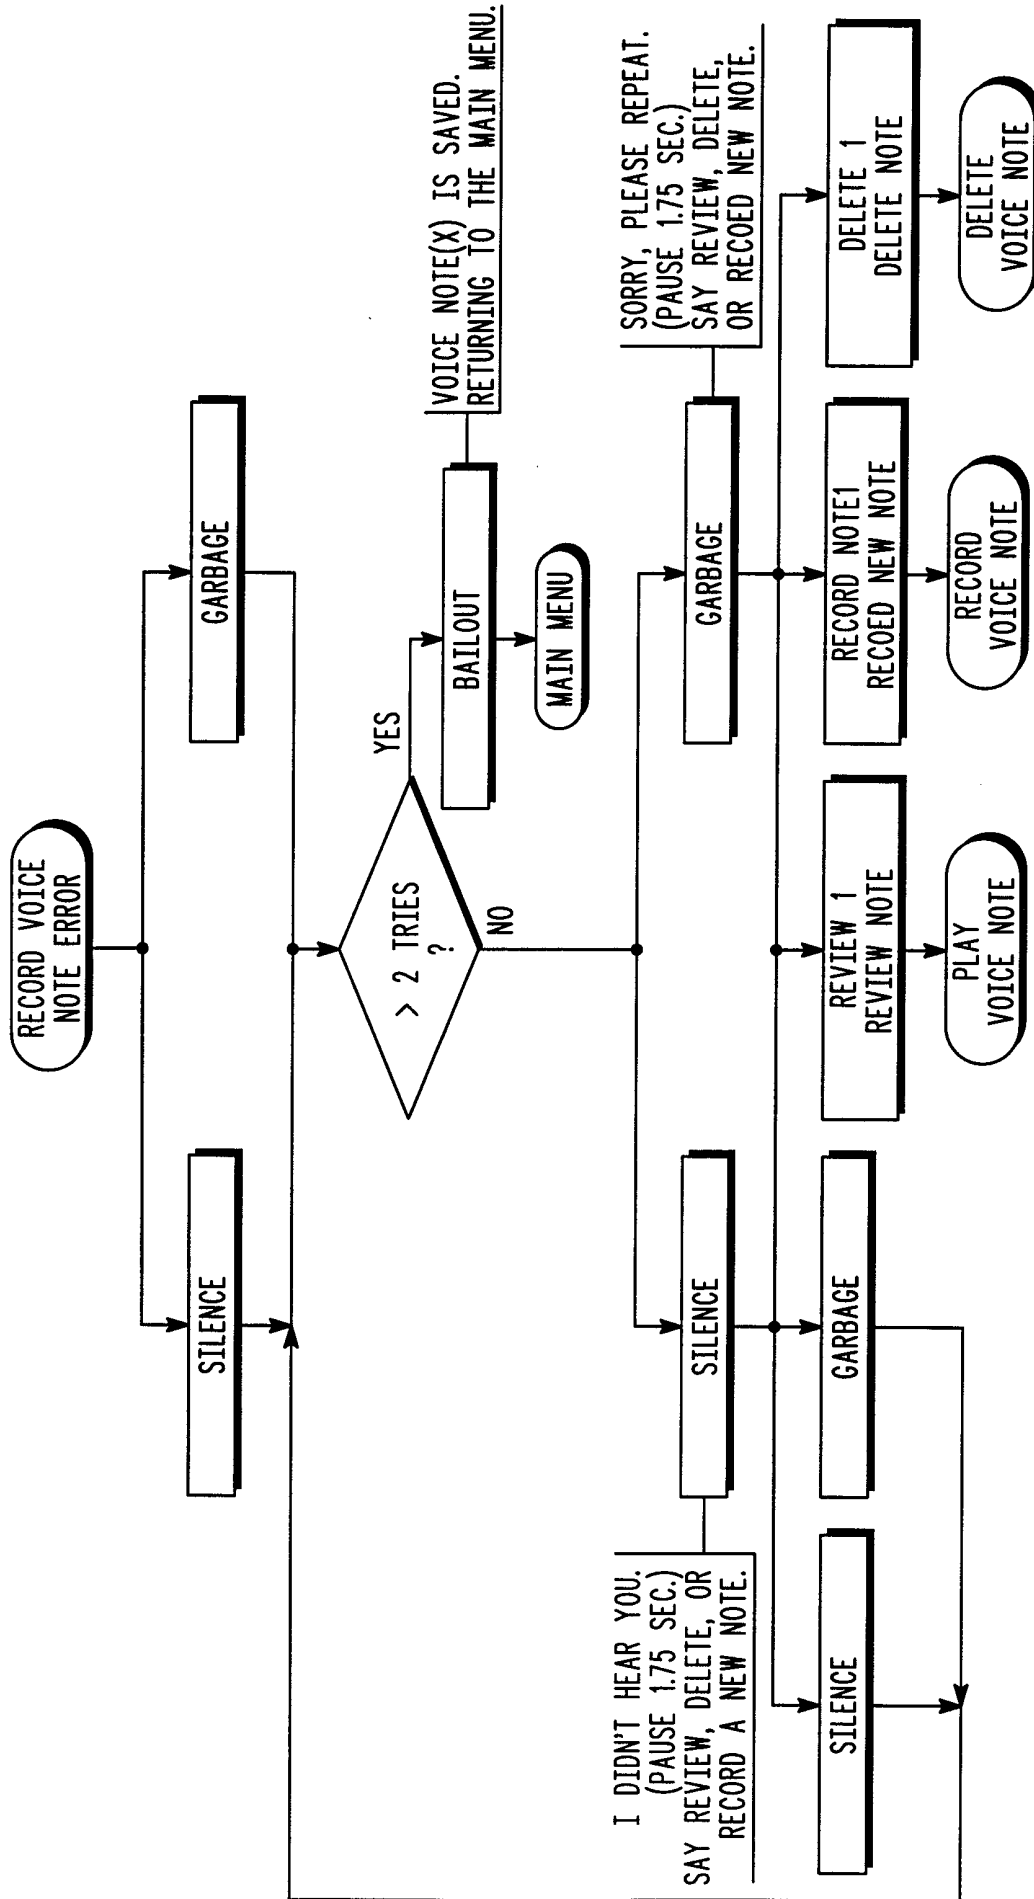 RECORD VOICE
NOTE ERROR
SILENCE
GARBAGE
> 2 TRIES
?
YES
NO
BAILOUT
VOICE NOTE(X) IS SAVED.
RETURNING TO THE MAIN MENU.
MAIN MENU
I DIDN'T HEAR YOU.
(PAUSE 1.75 SEC.)
SAY REVIEW, DELETE, OR
RECORD A NEW NOTE.
SILENCE
GARBAGE
SORRY, PLEASE REPEAT.
(PAUSE 1.75 SEC.)
SAY REVIEW, DELETE,
OR RECOED NEW NOTE.
SILENCE
GARBAGE
REVIEW 1
REVIEW NOTE
RECORD NOTE1
RECOED NEW NOTE
DELETE 1
DELETE NOTE
PLAY
VOICE NOTE
RECORD
VOICE NOTE
DELETE
VOICE NOTE